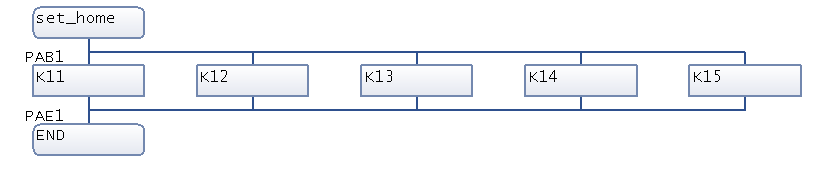 set_home
PAB1
K11 K12 K13 K14 K15
PAE1
END